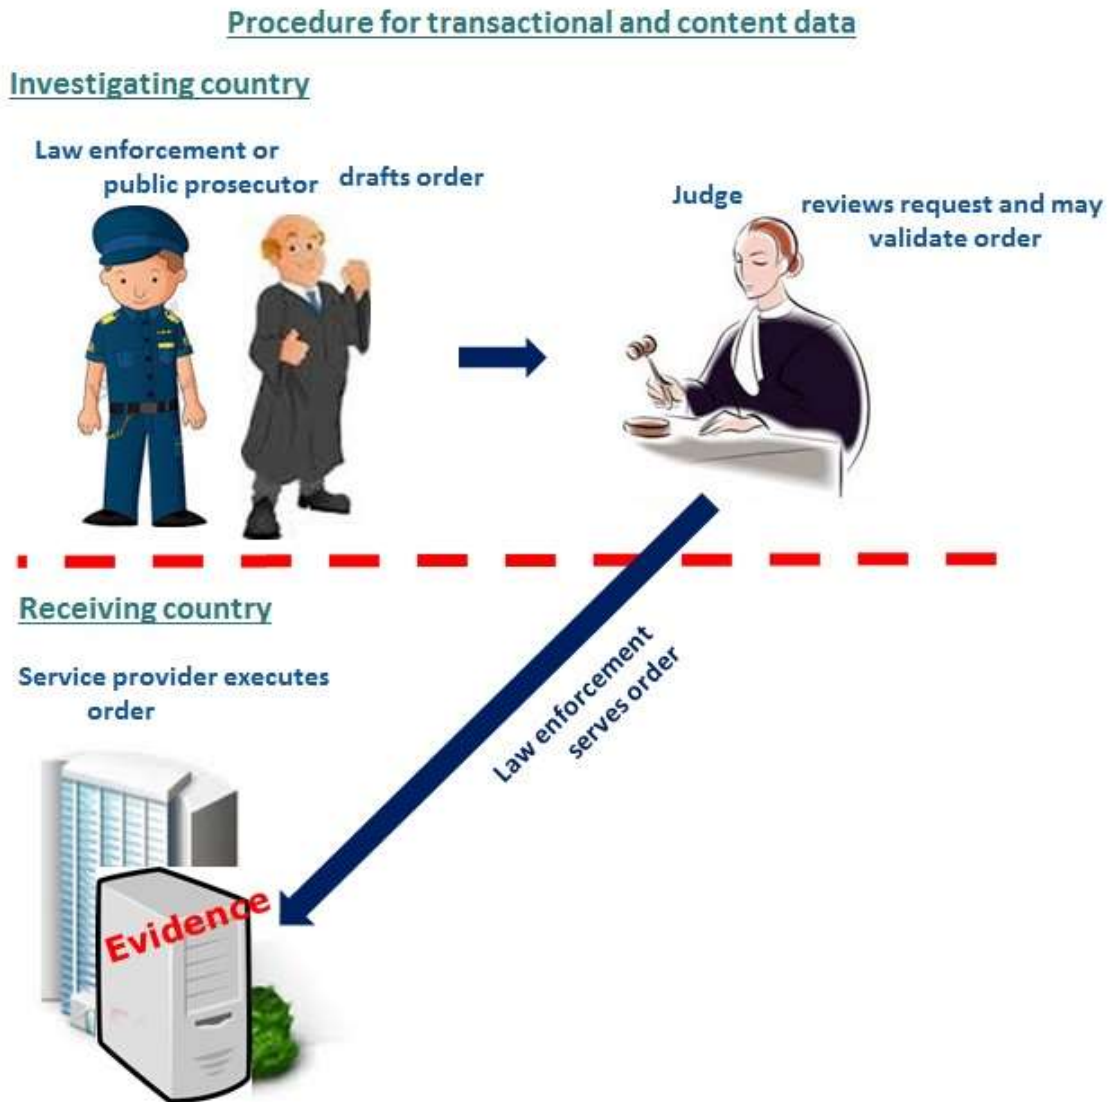 Procedure for transactional and content data
Investigating country
Law enforcement or
public prosecutor
drafts order
Judge
reviews request and may
validate order
Receiving country
Service provider executes
order
Law enforcement
serves order
Evidence